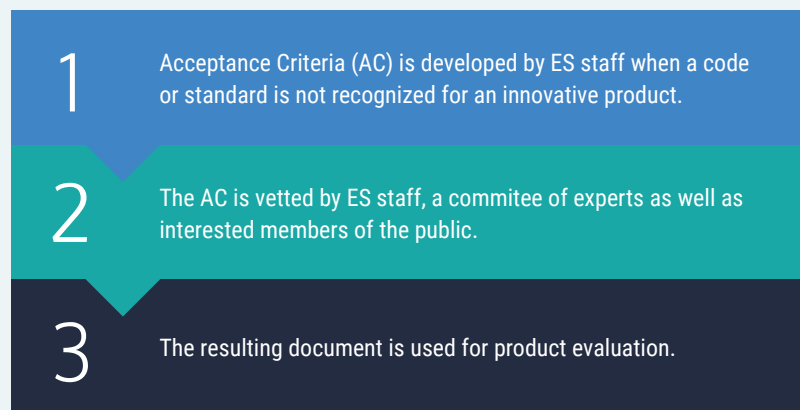 1
Acceptance Criteria (AC) is developed by ES staff when a code
or standard is not recognized for an innovative product.
2
The AC is vetted by ES staff, a commitee of experts as well as
interested members of the public.
3
The resulting document is used for product evaluation.